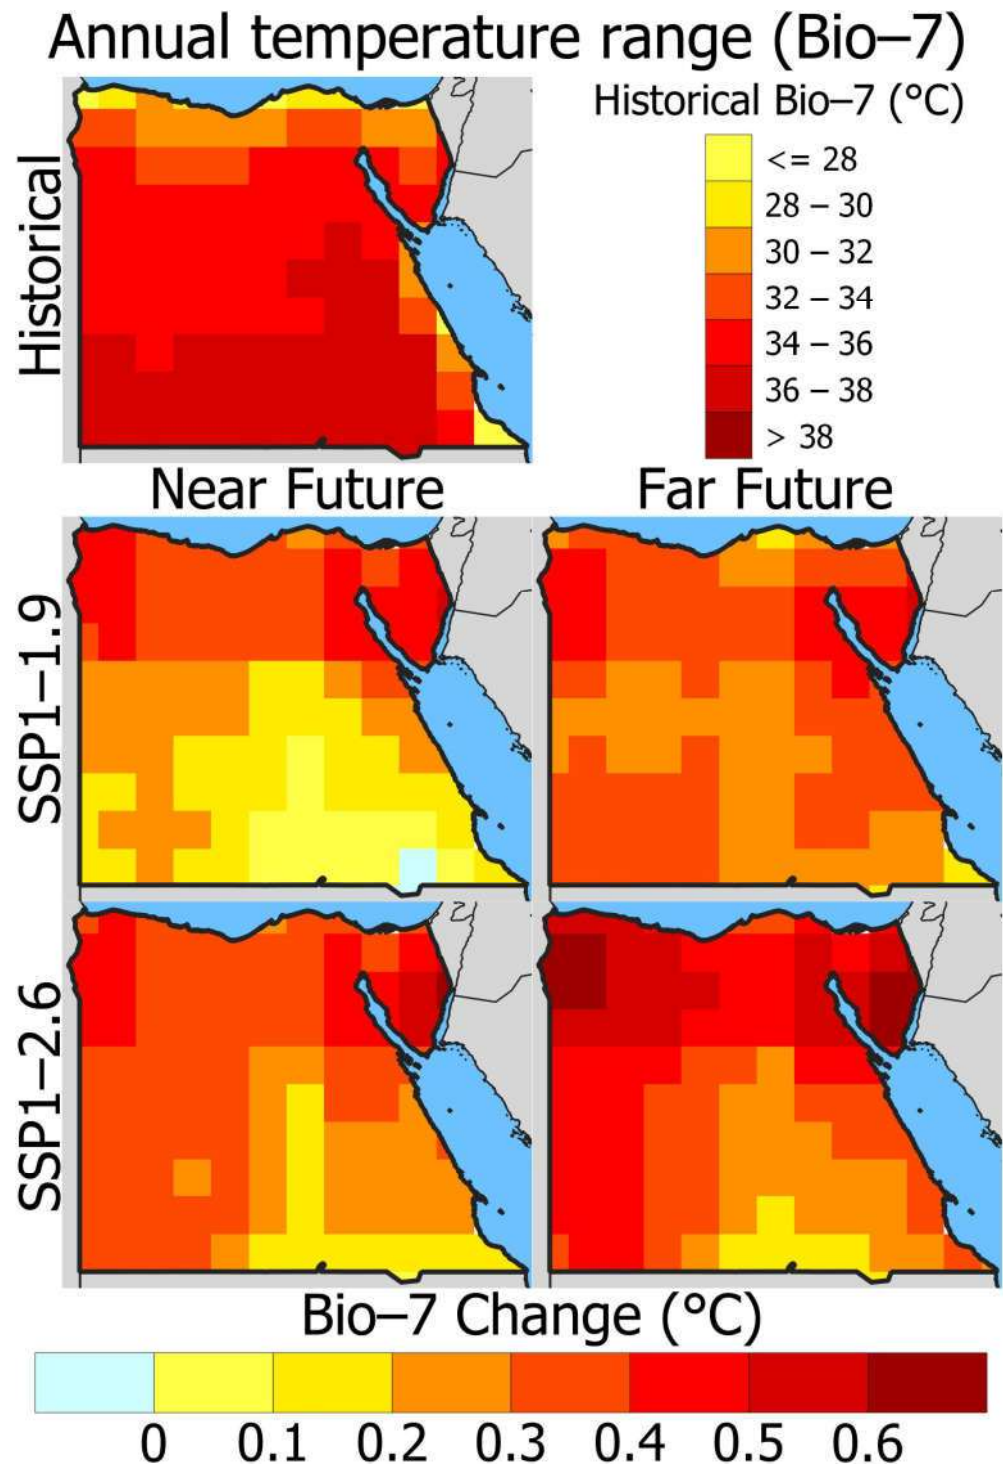 Annual temperature range (Bio–7)
Historical
Historical Bio–7 (°C)
<= 28
28 – 30
30 – 32
32 – 34
34 – 36
36 – 38
> 38
Near Future
Far Future
SSP1–1.9
SSP1–2.6
Bio–7 Change (°C)
0 0.1 0.2 0.3 0.4 0.5 0.6